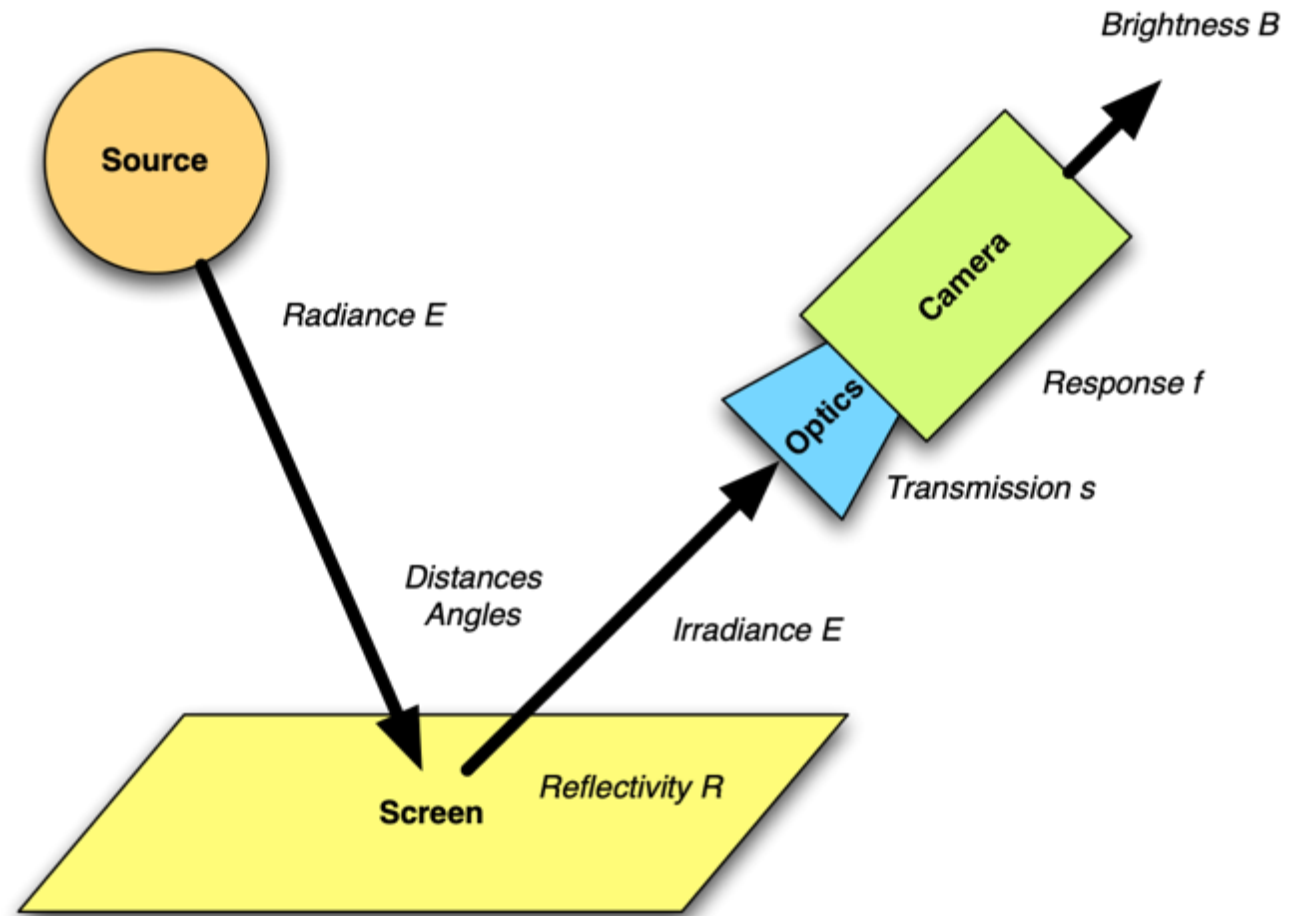 Brightness B
Source
Camera
Radiance E
Response f
Optics
Transmission s
Distances
Angles
Irradiance E
Reflectivity R
Screen